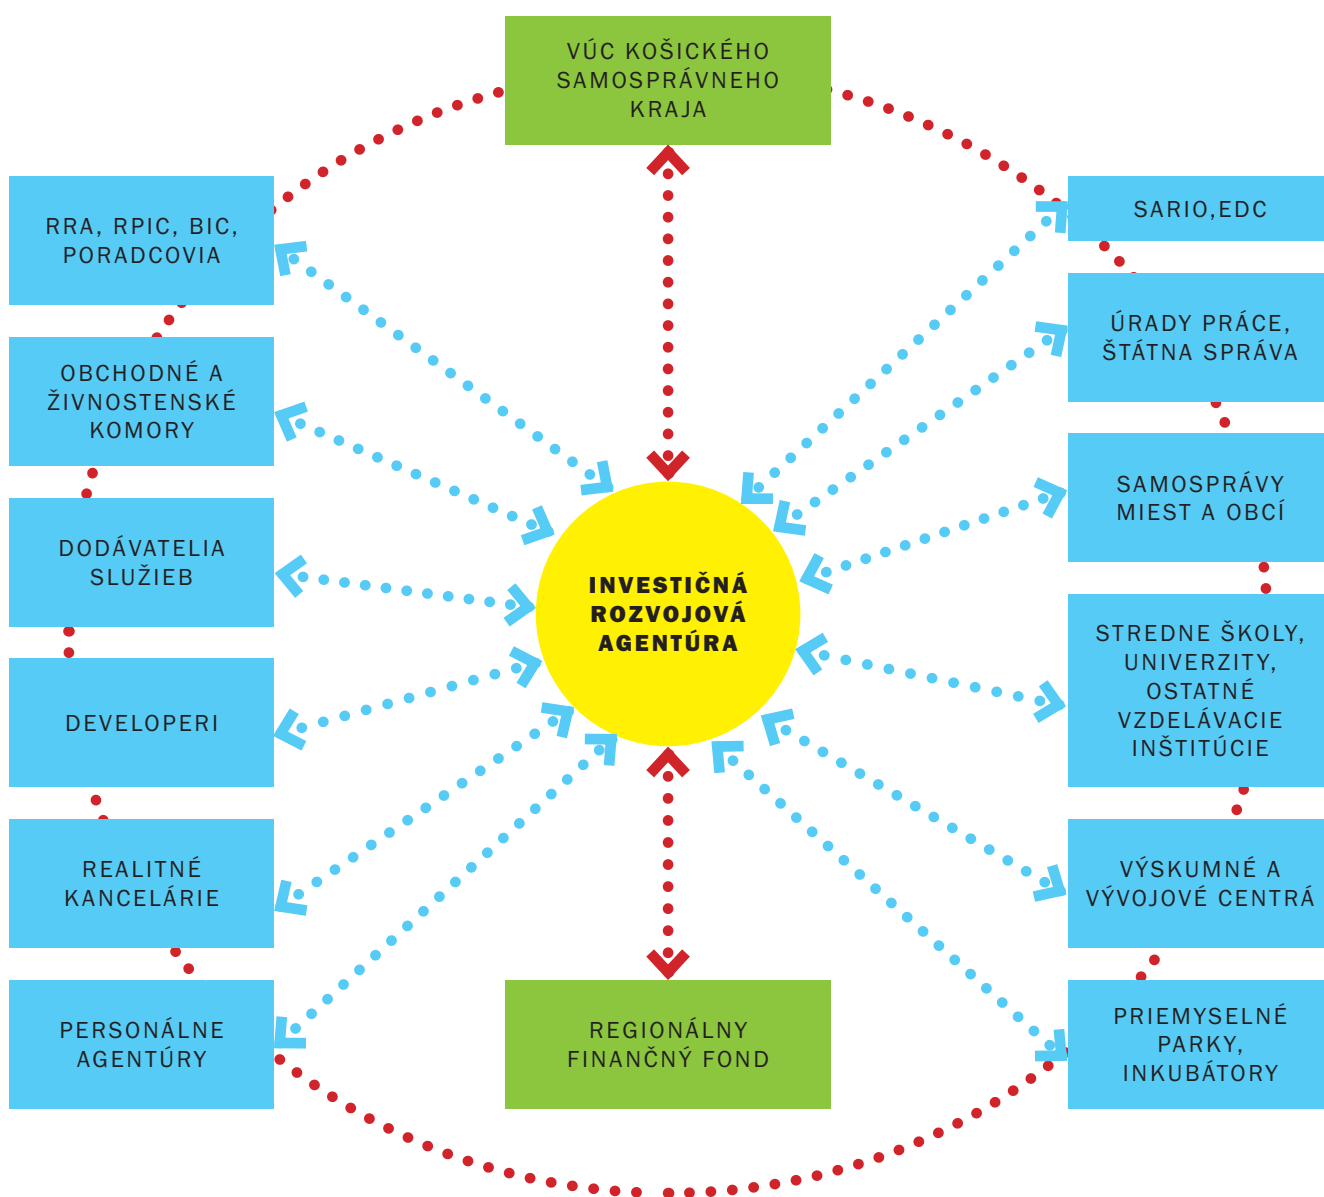 VÚC KOŠICKÉHO
SAMOSPRÁVNEHO
KRAJA
RRA, RPIC, BIC,
PORADCOVIA
OBCHODNÉ A
ŽIVNOSTENSKÉ
KOMORY
DODÁVATELIA
SLUŽIEB
DEVELOPERI
REALITNÉ
KANCELÁRIE
PERSONÁLNE
AGENTÚRY
INVESTIČNÁ
ROZVOJOVÁ
AGENTÚRA
REGIONÁLNY
FINANČNÝ FOND
SARIO,EDC
ÚRADY PRÁCE,
ŠTÁTNA SPRÁVA
SAMOSPRÁVY
MIEST A OBCÍ
STREDNE ŠKOLY,
UNIVERZITY,
OSTATNÉ
VZDELÁVACIE
INŠTITÚCIE
VÝSKUMNÉ A
VÝVOJOVÉ CENTRÁ
PRIEMYSELNÉ
PARKY,
INKUBÁTORY